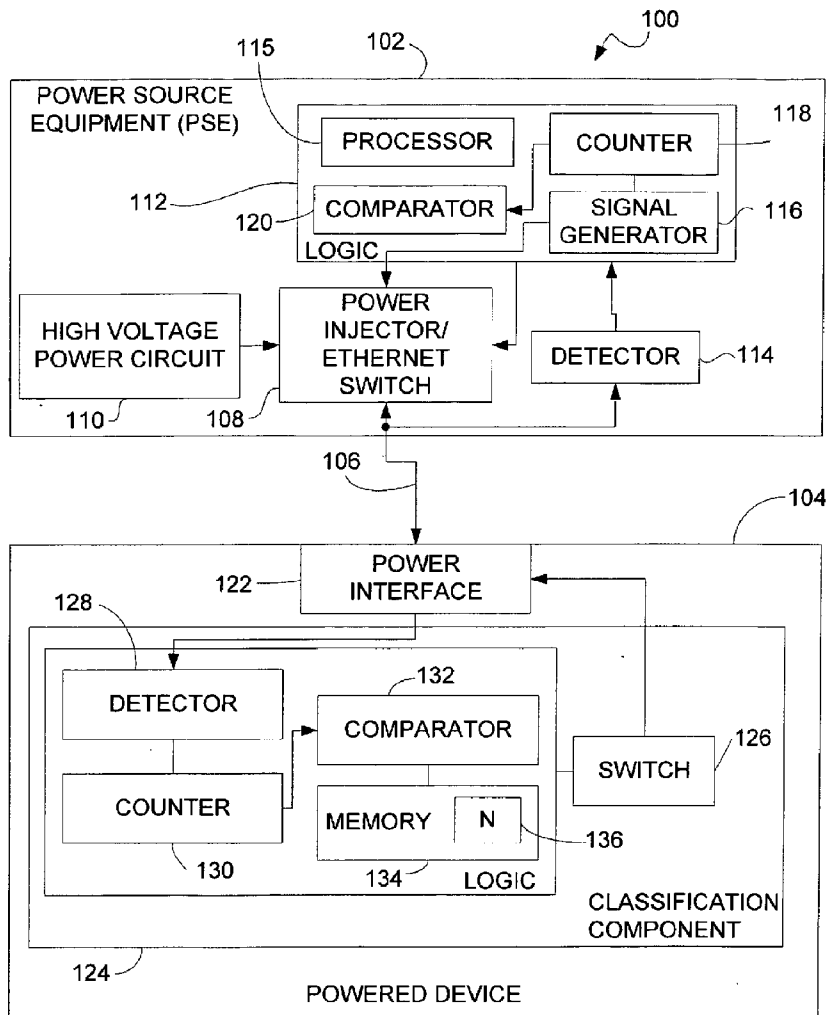 100
102
115
POWER SOURCE
EQUIPMENT (PSE)
118
PROCESSOR
COUNTER
112
120
COMPARATOR
SIGNAL
GENERATOR
116
LOGIC
HIGH VOLTAGE
POWER CIRCUIT
POWER
INJECTOR/
ETHERNET
SWITCH
DETECTOR
114
110
108
106
104
122
POWER
INTERFACE
128
132
DETECTOR
COMPARATOR
SWITCH
126
COUNTER
MEMORY
N
136
130
134
LOGIC
CLASSIFICATION
COMPONENT
124
POWERED DEVICE